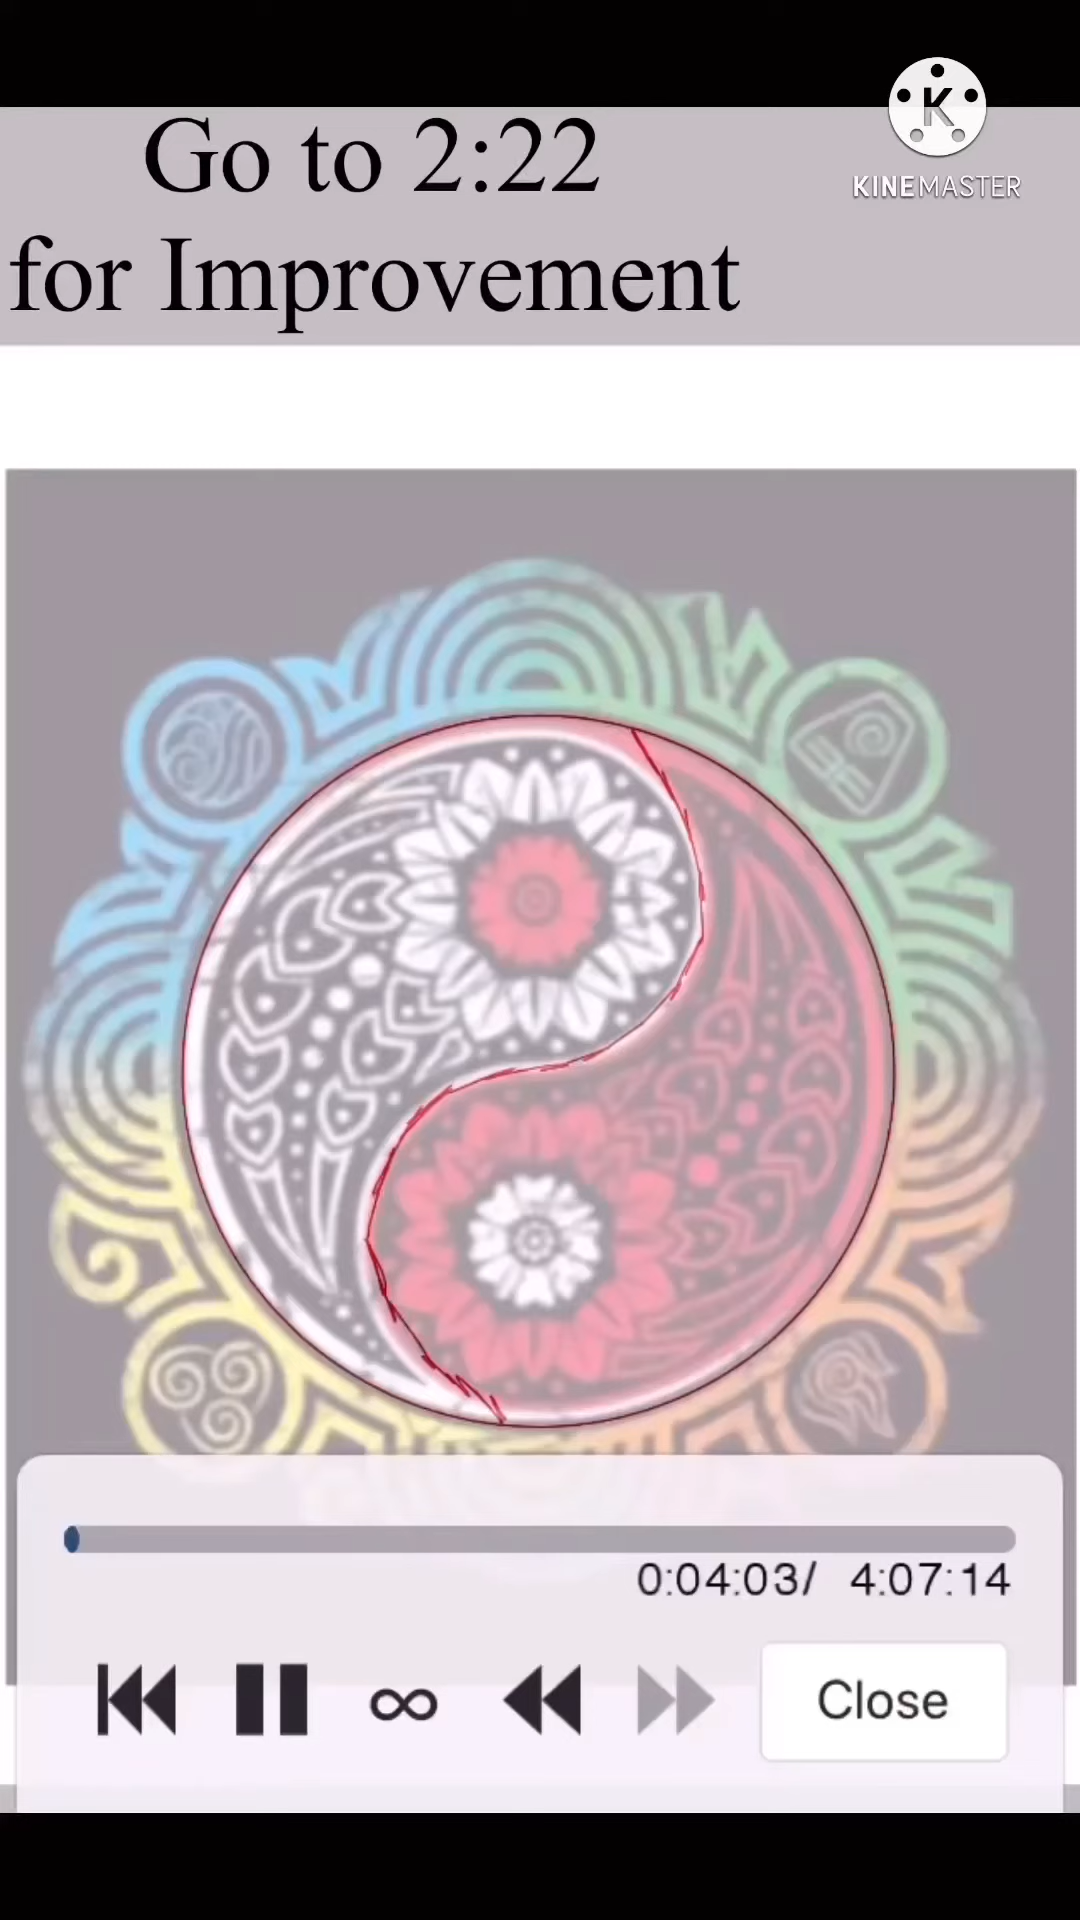 Go to 2:22
for Improvement
K
KINEMASTER
0:04:03/ 4:07:14
Close